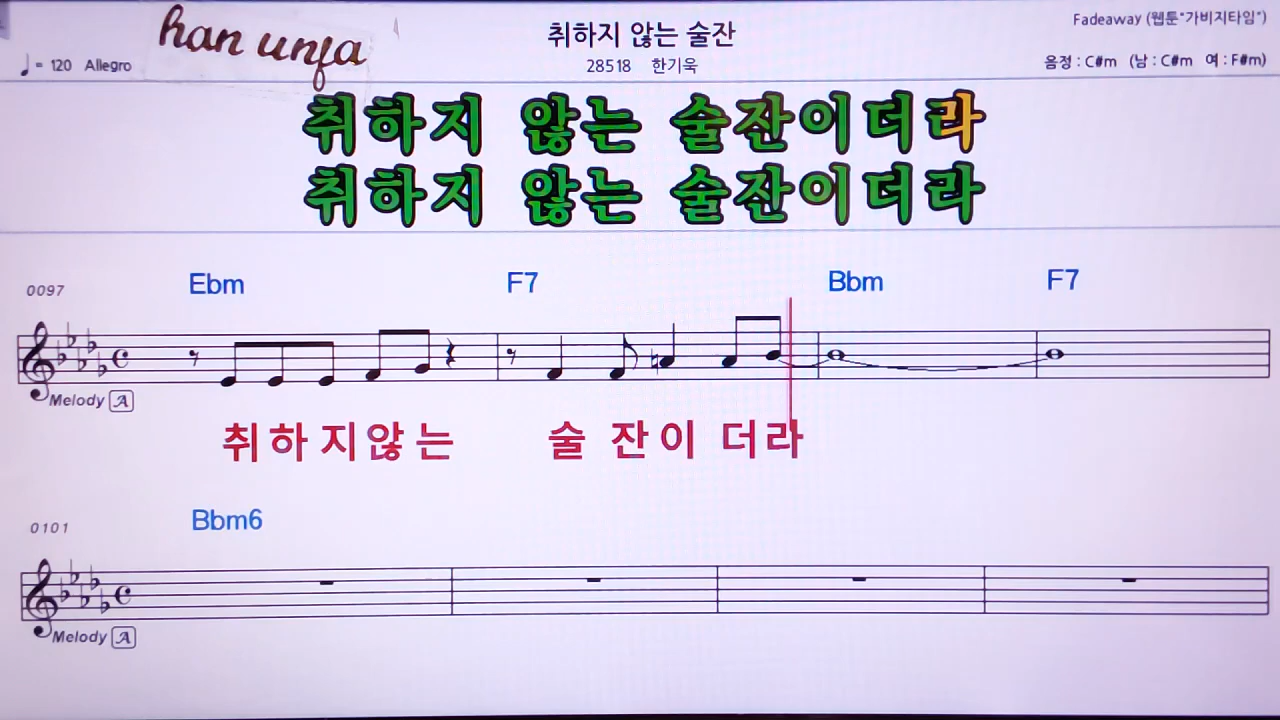 han unfa
취하지 않는 술잔
Fadeaway (웹툰"가비지타임")
♩ = 120 Allegro
28518 한기욱
음정 : C#m (남 : C#m 여 : F#m)
취하지 않는 술잔이더라
취하지 않는 술잔이더라
0097 Ebm F7 Bbm F7
Melody A
취하지않는 술 잔이 더라
0101 Bbm6
Melody A